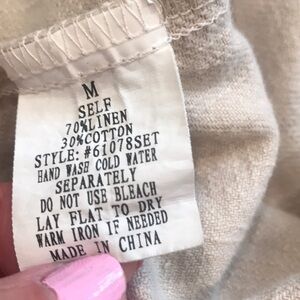 M
SELF
70%LINEN
30%COTTON
STYLE: #61078SET
HAND WASH COLD WATER
SEPARATELY
DO NOT USE BLEACH
LAY FLAT TO DRY
WARM IRON IF NEEDED
MADE IN CHINA